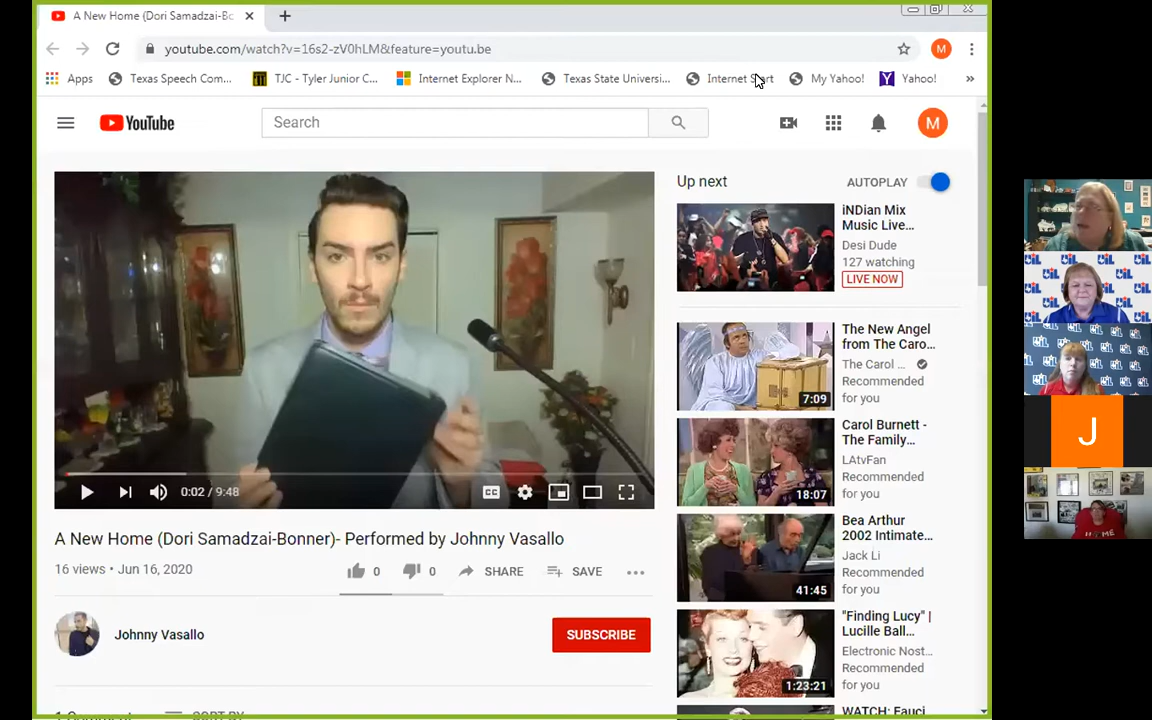 A New Home (Dori Samadzai-Bo
youtube.com/watch?v=16s2-zV0hLM&feature=youtu.be
M
Apps
Texas Speech Com...
TJC - Tyler Junior C...
Internet Explorer N...
Texas State Universi...
Internet Start
My Yahoo!
Yahoo!
»
YouTube
Search
M
Up next
AUTOPLAY
iNDian Mix
Music Live...
Desi Dude
127 watching
LIVE NOW
The New Angel
from The Caro...
The Carol ...
Recommended
for you
7:09
Carol Burnett -
The Family...
LAtvFan
Recommended
for you
18:07
Bea Arthur
2002 Intimate...
Jack Li
Recommended
for you
41:45
"Finding Lucy" |
Lucille Ball...
Electronic Nost...
Recommended
for you
1:23:21
WATCH: Fauci
0:02 / 9:48
CC
A New Home (Dori Samadzai-Bonner)- Performed by Johnny Vasallo
16 views • Jun 16, 2020
0
0
SHARE
SAVE
Johnny Vasallo
SUBSCRIBE
1 Comment
SORT BY
UIL
J